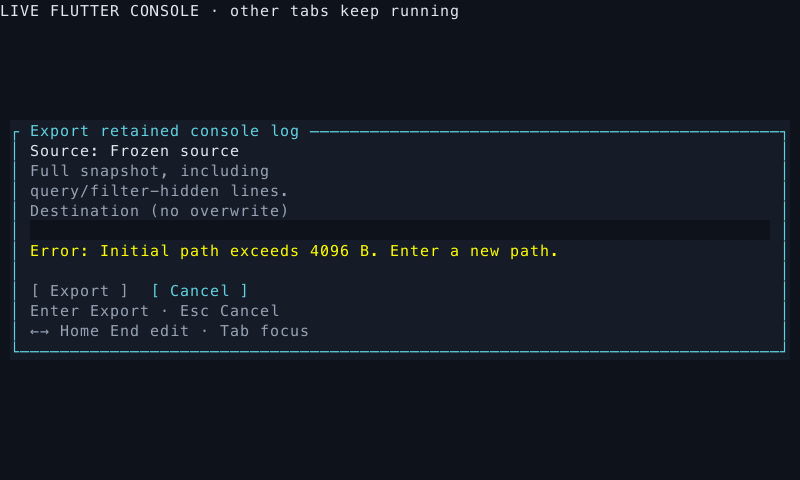 LIVE FLUTTER CONSOLE · other tabs keep running
Export retained console log
Source: Frozen source
Full snapshot, including
query/filter-hidden lines.
Destination (no overwrite)
Error: Initial path exceeds 4096 B. Enter a new path.
[ Export ]  [ Cancel ]
Enter Export · Esc Cancel
←→ Home End edit · Tab focus